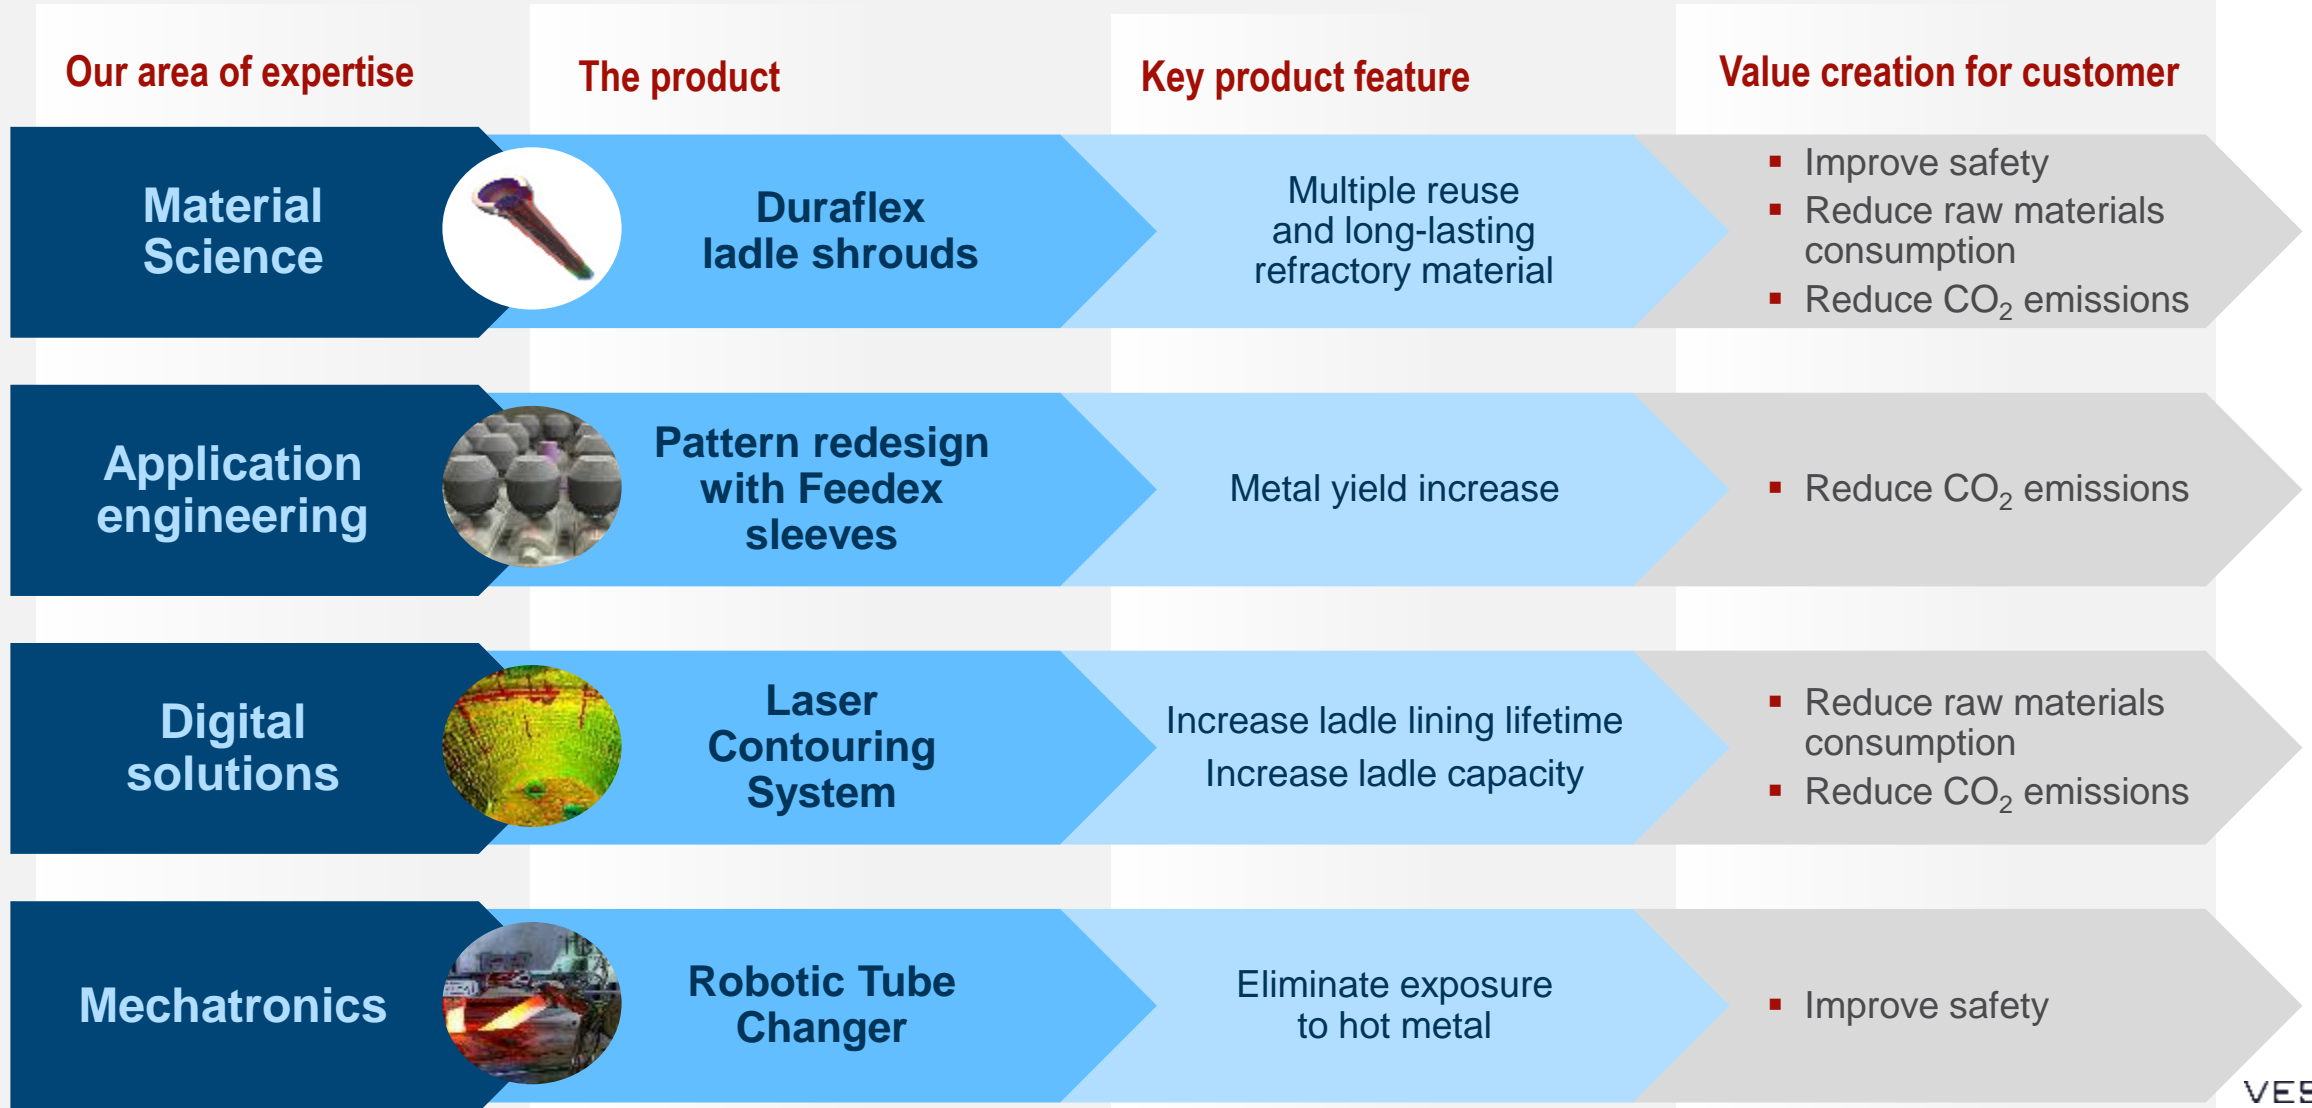 Our area of expertise
The product
Key product feature
Value creation for customer
Material
Science
Duraflex
ladle shrouds
Multiple reuse
and long-lasting
refractory material
▪ Improve safety
▪ Reduce raw materials
consumption
▪ Reduce CO₂ emissions
Application
engineering
Pattern redesign
with Feedex
sleeves
Metal yield increase
▪ Reduce CO₂ emissions
Digital
solutions
Laser
Contouring
System
Increase ladle lining lifetime
Increase ladle capacity
▪ Reduce raw materials
consumption
▪ Reduce CO₂ emissions
Mechatronics
Robotic Tube
Changer
Eliminate exposure
to hot metal
▪ Improve safety